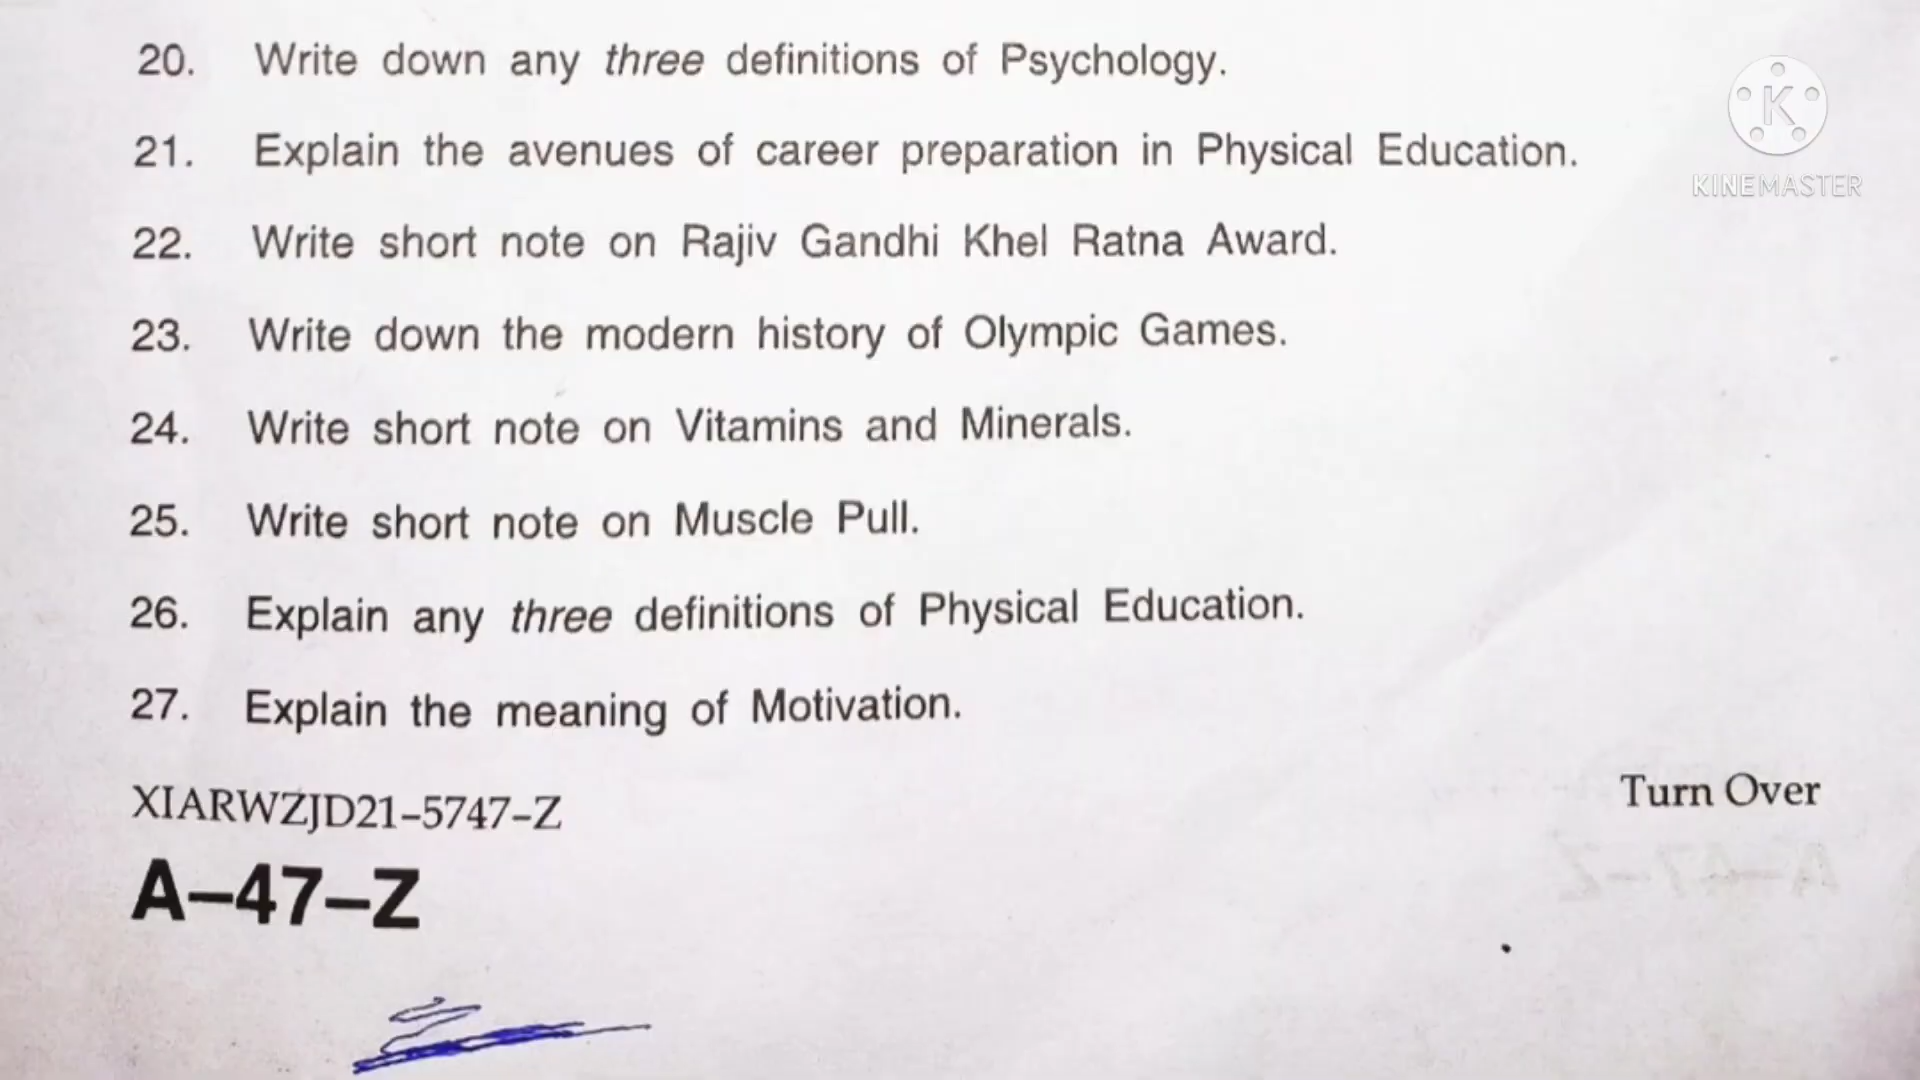 20. Write down any three definitions of Psychology.
21. Explain the avenues of career preparation in Physical Education.
22. Write short note on Rajiv Gandhi Khel Ratna Award.
23. Write down the modern history of Olympic Games.
24. Write short note on Vitamins and Minerals.
25. Write short note on Muscle Pull.
26. Explain any three definitions of Physical Education.
27. Explain the meaning of Motivation.
XIARWZJD21–5747–Z
Turn Over
A–47–Z
K
KINEMASTER